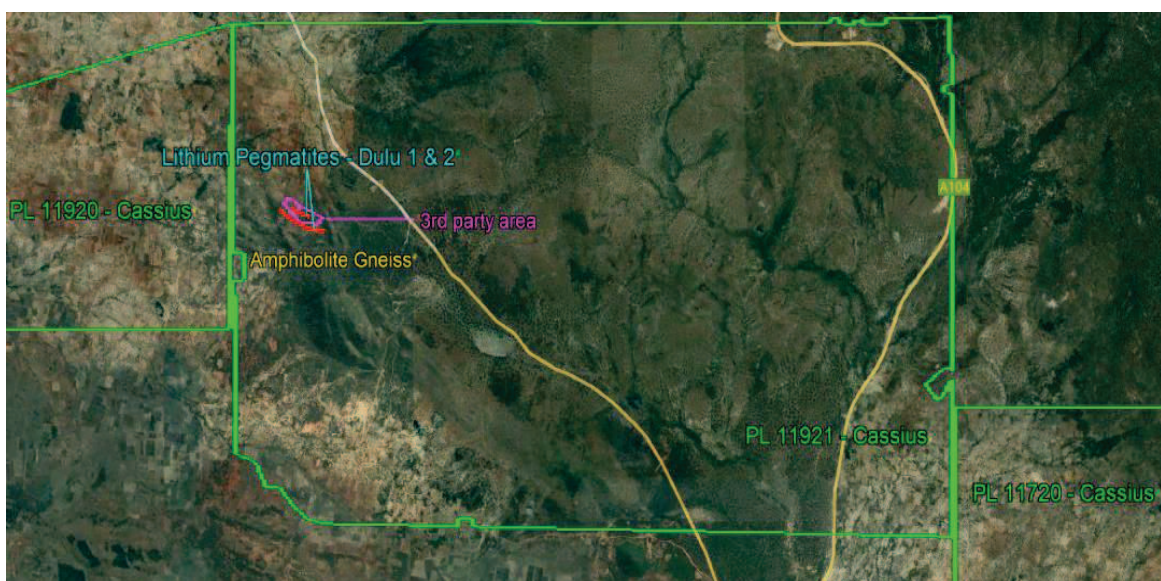 Lithium Pegmatites - Dulu 1 & 2
A104
PL 11920 - Cassius
3rd party area
Amphibolite Gneiss
PL 11921 - Cassius
PL 11720 - Cassius